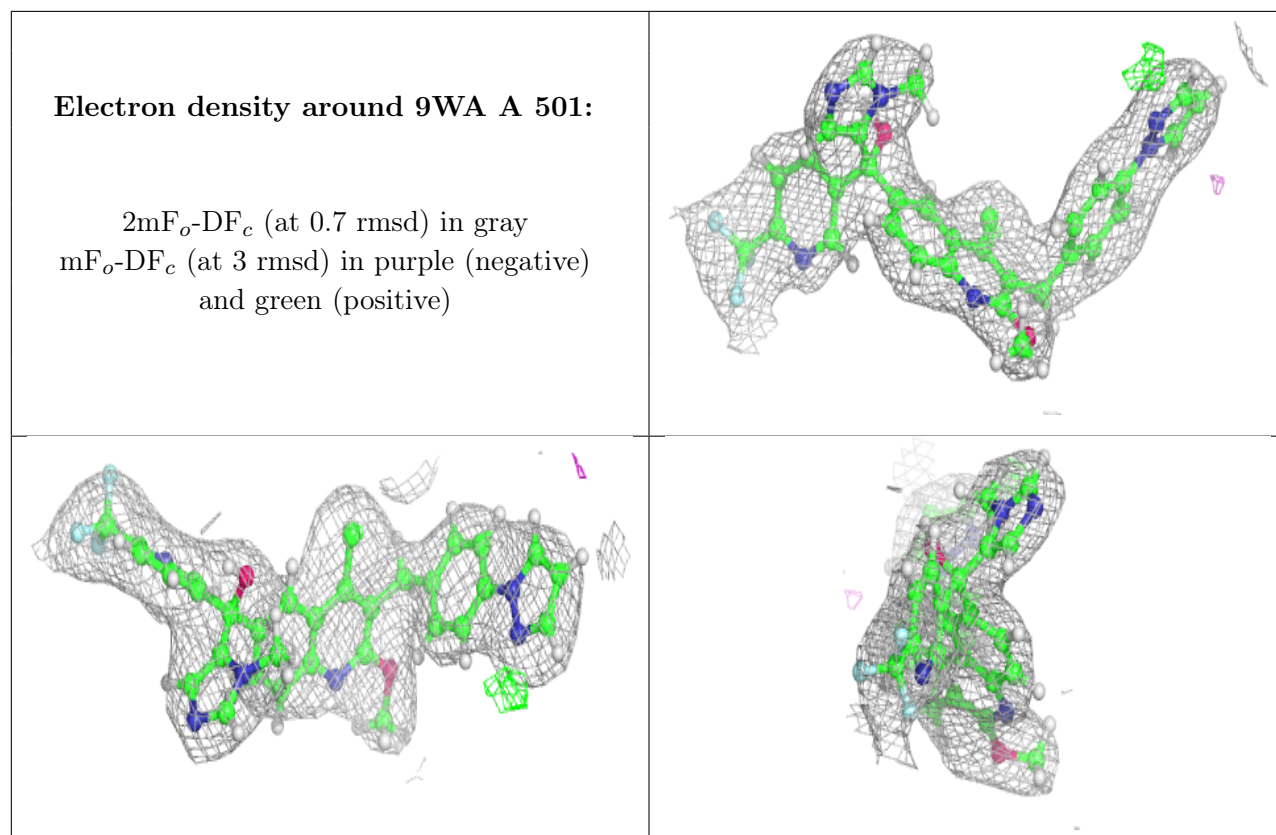 Electron density around 9WA A 501:
2mFₒ-DF𝒸 (at 0.7 rmsd) in gray
mFₒ-DF𝒸 (at 3 rmsd) in purple (negative)
and green (positive)